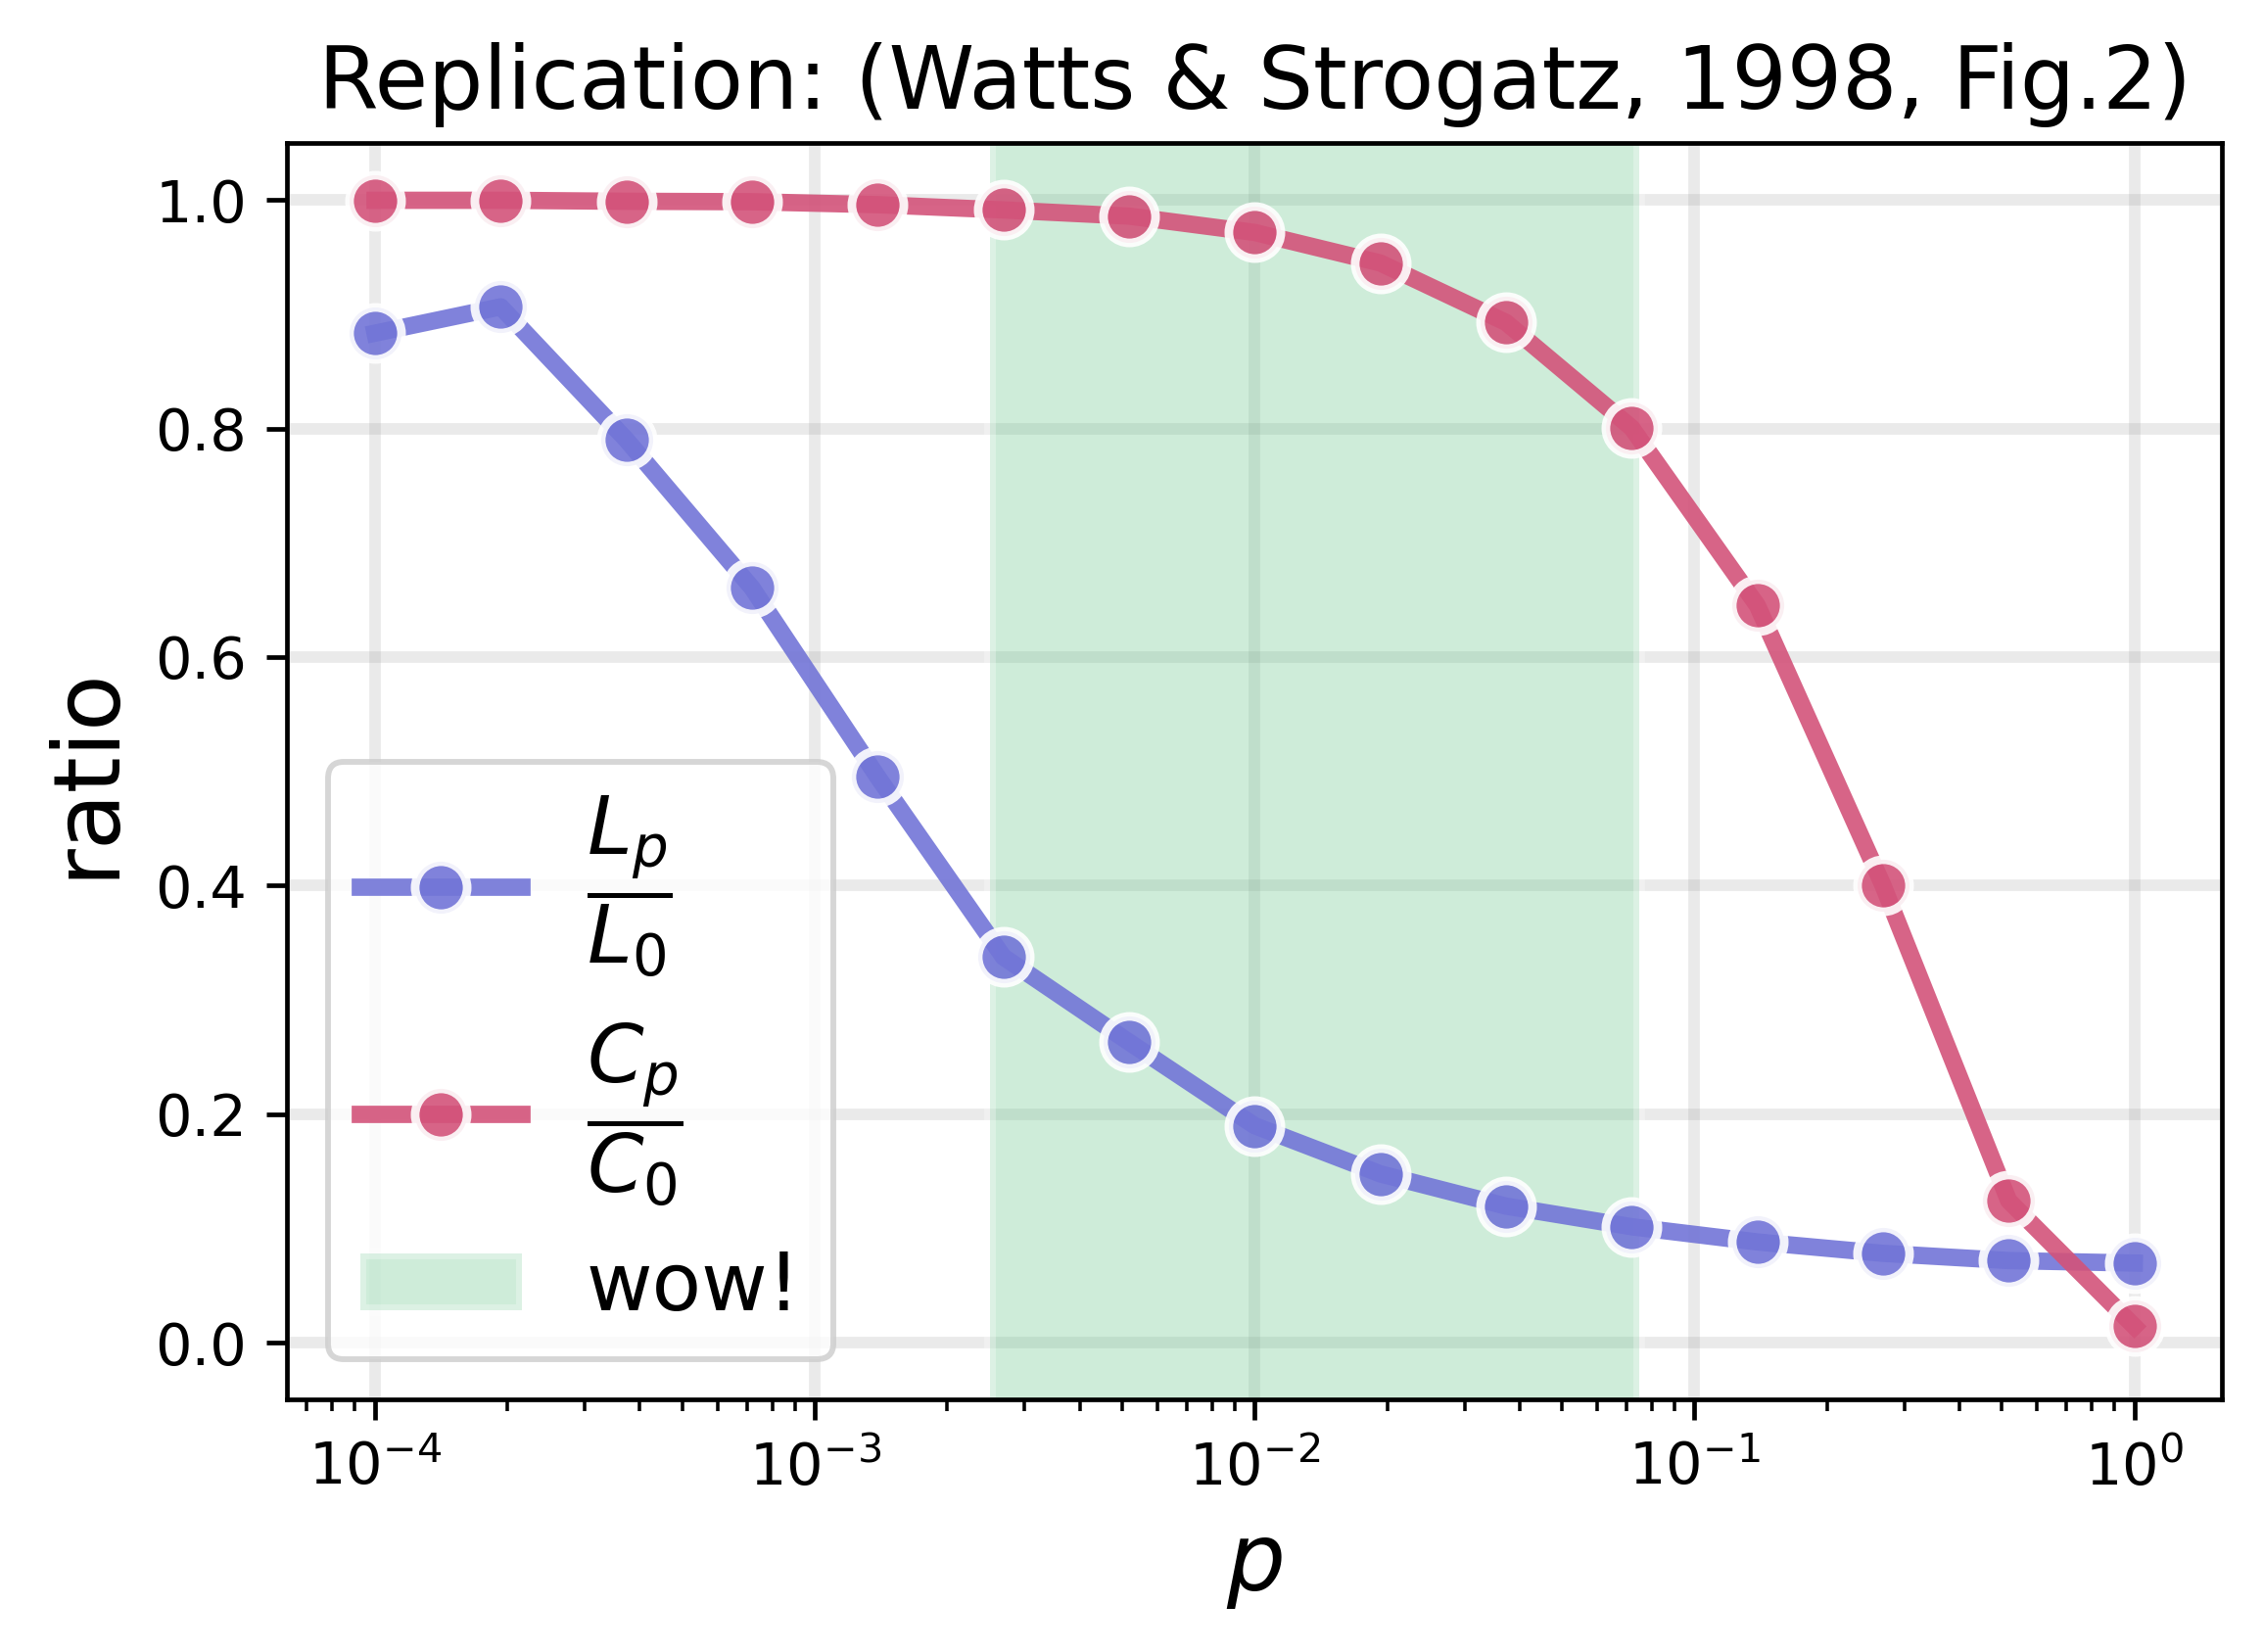 Replication: (Watts & Strogatz, 1998, Fig.2)
ratio
1.0
0.8
0.6
0.4
0.2
0.0
L_p
L_0
C_p
C_0
wow!
10^{-4} 10^{-3} 10^{-2} 10^{-1} 10^0
p